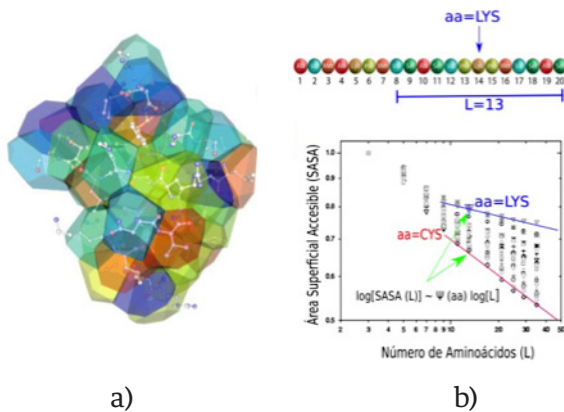 aa=LYS
1 2 3 4 5 6 7 8 9 10 11 12 13 14 15 16 17 18 19 20
L=13
Área Superficial Accesible (SASA)
1.0
0.9
0.8
0.7
0.6
0.5
aa=LYS
aa=CYS
log[SASA (L)] ~ Ψ (aa) log[L]
2 3 4 5 6 7 8 9 10 20 30 40 50
Número de Aminoácidos (L)
a)
b)